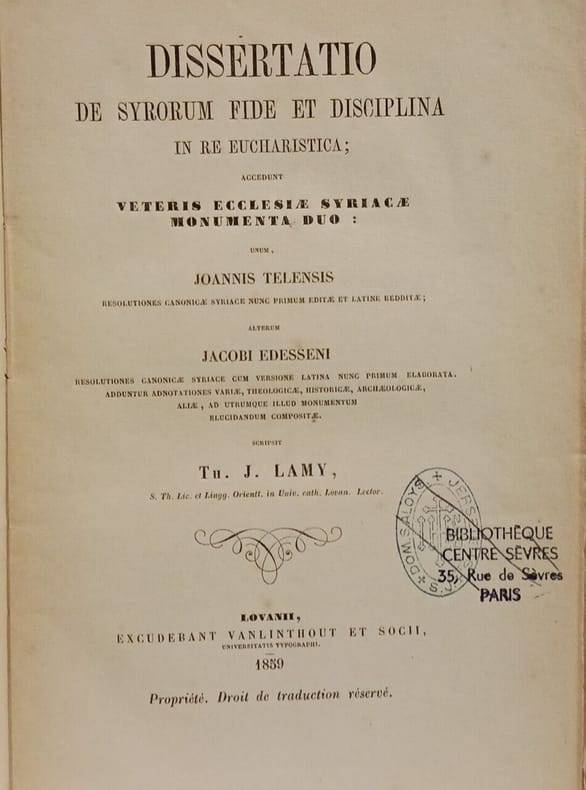 DISSERTATIO
DE SYRORUM FIDE ET DISCIPLINA
IN RE EUCHARISTICA;
ACCEDUNT
VETERIS ECCLESIÆ SYRIACÆ
MONUMENTA DUO :
UNUM,
JOANNIS TELENSIS
RESOLUTIONES CANONICÆ SYRIACE NUNC PRIMUM EDITÆ ET LATINE REDDITÆ;
ALTERUM
JACOBI EDESSENI
RESOLUTIONES CANONICÆ SYRIACE CUM VERSIONE LATINA NUNC PRIMUM ELABORATA.
ADDUNTUR ADNOTATIONES VARIÆ, THEOLOGICÆ, HISTORICÆ, ARCHÆOLOGICÆ,
ALIÆ, AD UTRUMQUE ILLUD MONUMENTUM
ELUCIDANDUM COMPOSITÆ.
SCRIPSIT
TH. J. LAMY,
S. Th. Lic. et Lingg. Orientt. in Univ. cath. Lovan. Lector.
DOM. S. ALOYS. JERS. S.J.
BIBLIOTHÈQUE
CENTRE SÈVRES
35, Rue de Sèvres
PARIS
LOVANII,
EXCUDEBANT VANLINTHOUT ET SOCII,
UNIVERSITATIS TYPOGRAPHI.
1859
Propriété. Droit de traduction réservé.